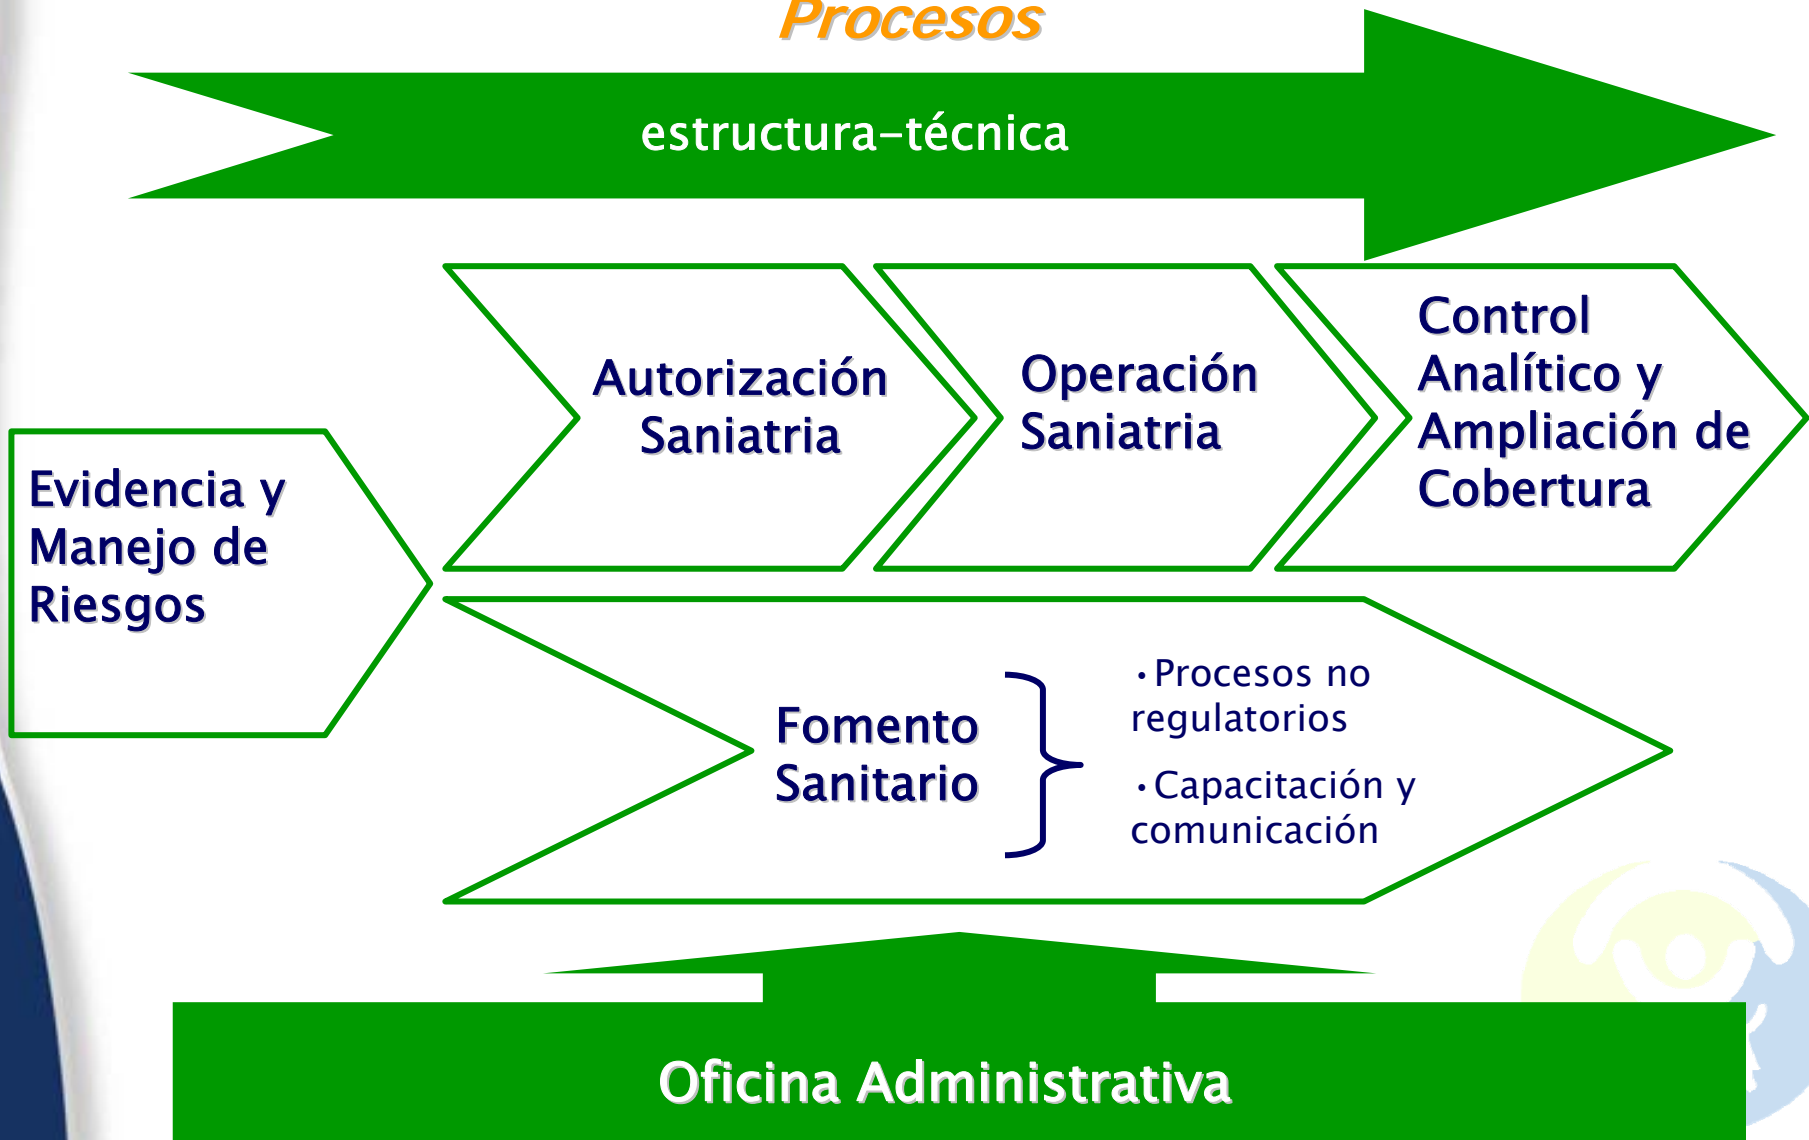 Procesos
estructura-técnica
Autorización
Saniatria
Operación
Saniatria
Control
Analítico y
Ampliación de
Cobertura
Evidencia y
Manejo de
Riesgos
Fomento
Sanitario
•Procesos no
regulatorios
•Capacitación y
comunicación
Oficina Administrativa